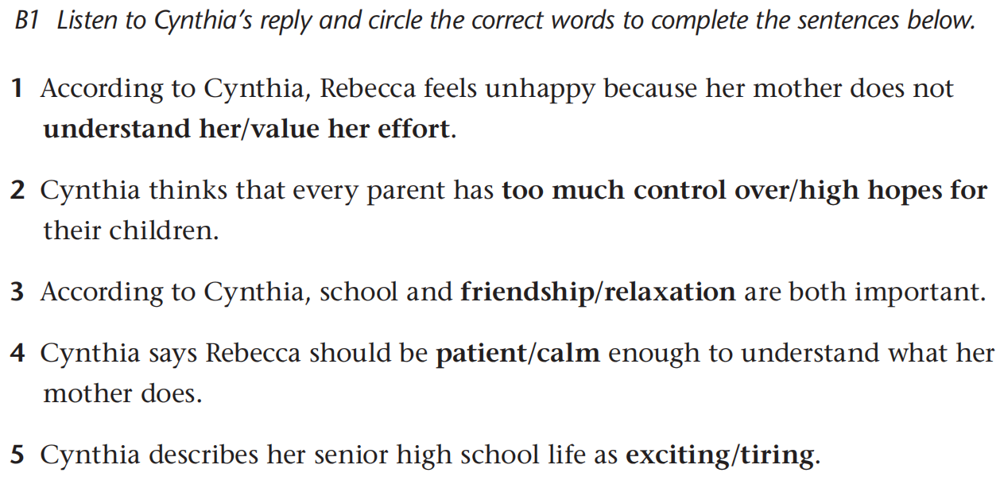 B1 Listen to Cynthia's reply and circle the correct words to complete the sentences below.
1 According to Cynthia, Rebecca feels unhappy because her mother does not
understand her/value her effort.
2 Cynthia thinks that every parent has too much control over/high hopes for
their children.
3 According to Cynthia, school and friendship/relaxation are both important.
4 Cynthia says Rebecca should be patient/calm enough to understand what her
mother does.
5 Cynthia describes her senior high school life as exciting/tiring.